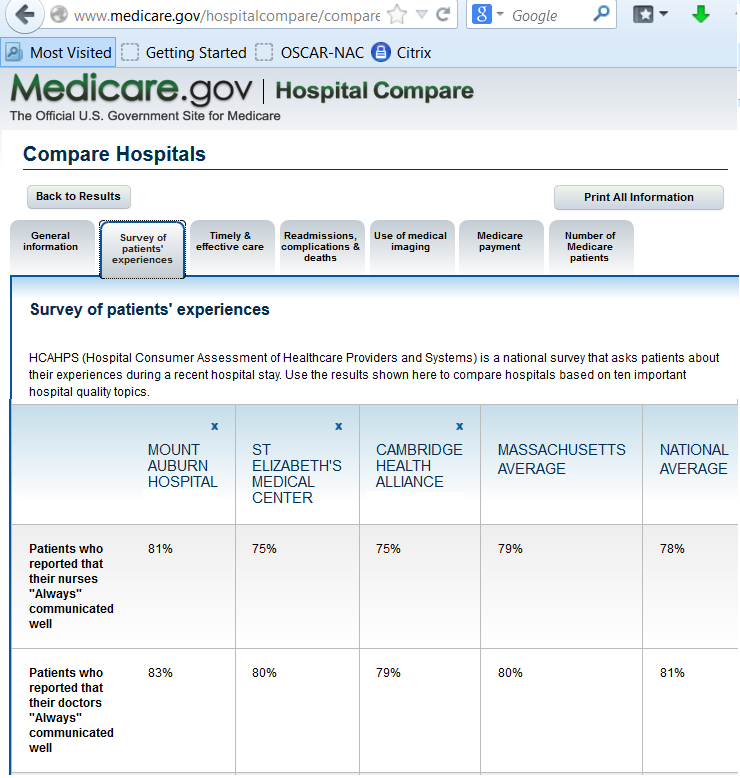 www.medicare.gov/hospitalcompare/compare
8 Google
Most Visited Getting Started OSCAR-NAC Citrix
Medicare.gov | Hospital Compare
The Official U.S. Government Site for Medicare
Compare Hospitals
Back to Results Print All Information
General information
Survey of patients' experiences
Timely & effective care
Readmissions, complications & deaths
Use of medical imaging
Medicare payment
Number of Medicare patients
Survey of patients' experiences
HCAHPS (Hospital Consumer Assessment of Healthcare Providers and Systems) is a national survey that asks patients about
their experiences during a recent hospital stay. Use the results shown here to compare hospitals based on ten important
hospital quality topics.
x x x
MOUNT AUBURN HOSPITAL
ST ELIZABETH'S MEDICAL CENTER
CAMBRIDGE HEALTH ALLIANCE
MASSACHUSETTS AVERAGE
NATIONAL AVERAGE
Patients who
reported that
their nurses
"Always"
communicated
well
81% 75% 75% 79% 78%
Patients who
reported that
their doctors
"Always"
communicated
well
83% 80% 79% 80% 81%